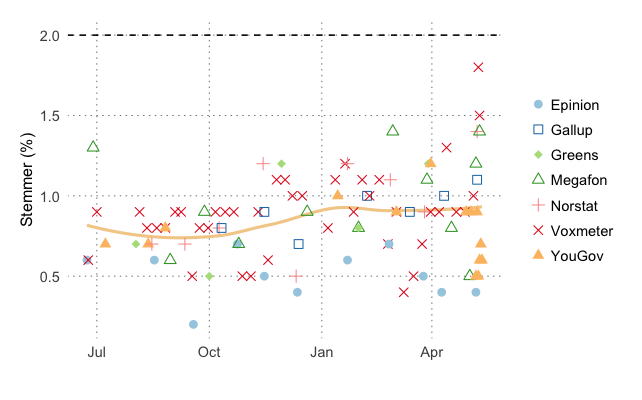 2.0
1.5
1.0
0.5
Stemmer (%)
Jul
Oct
Jan
Apr
Epinion
Gallup
Greens
Megafon
Norstat
Voxmeter
YouGov